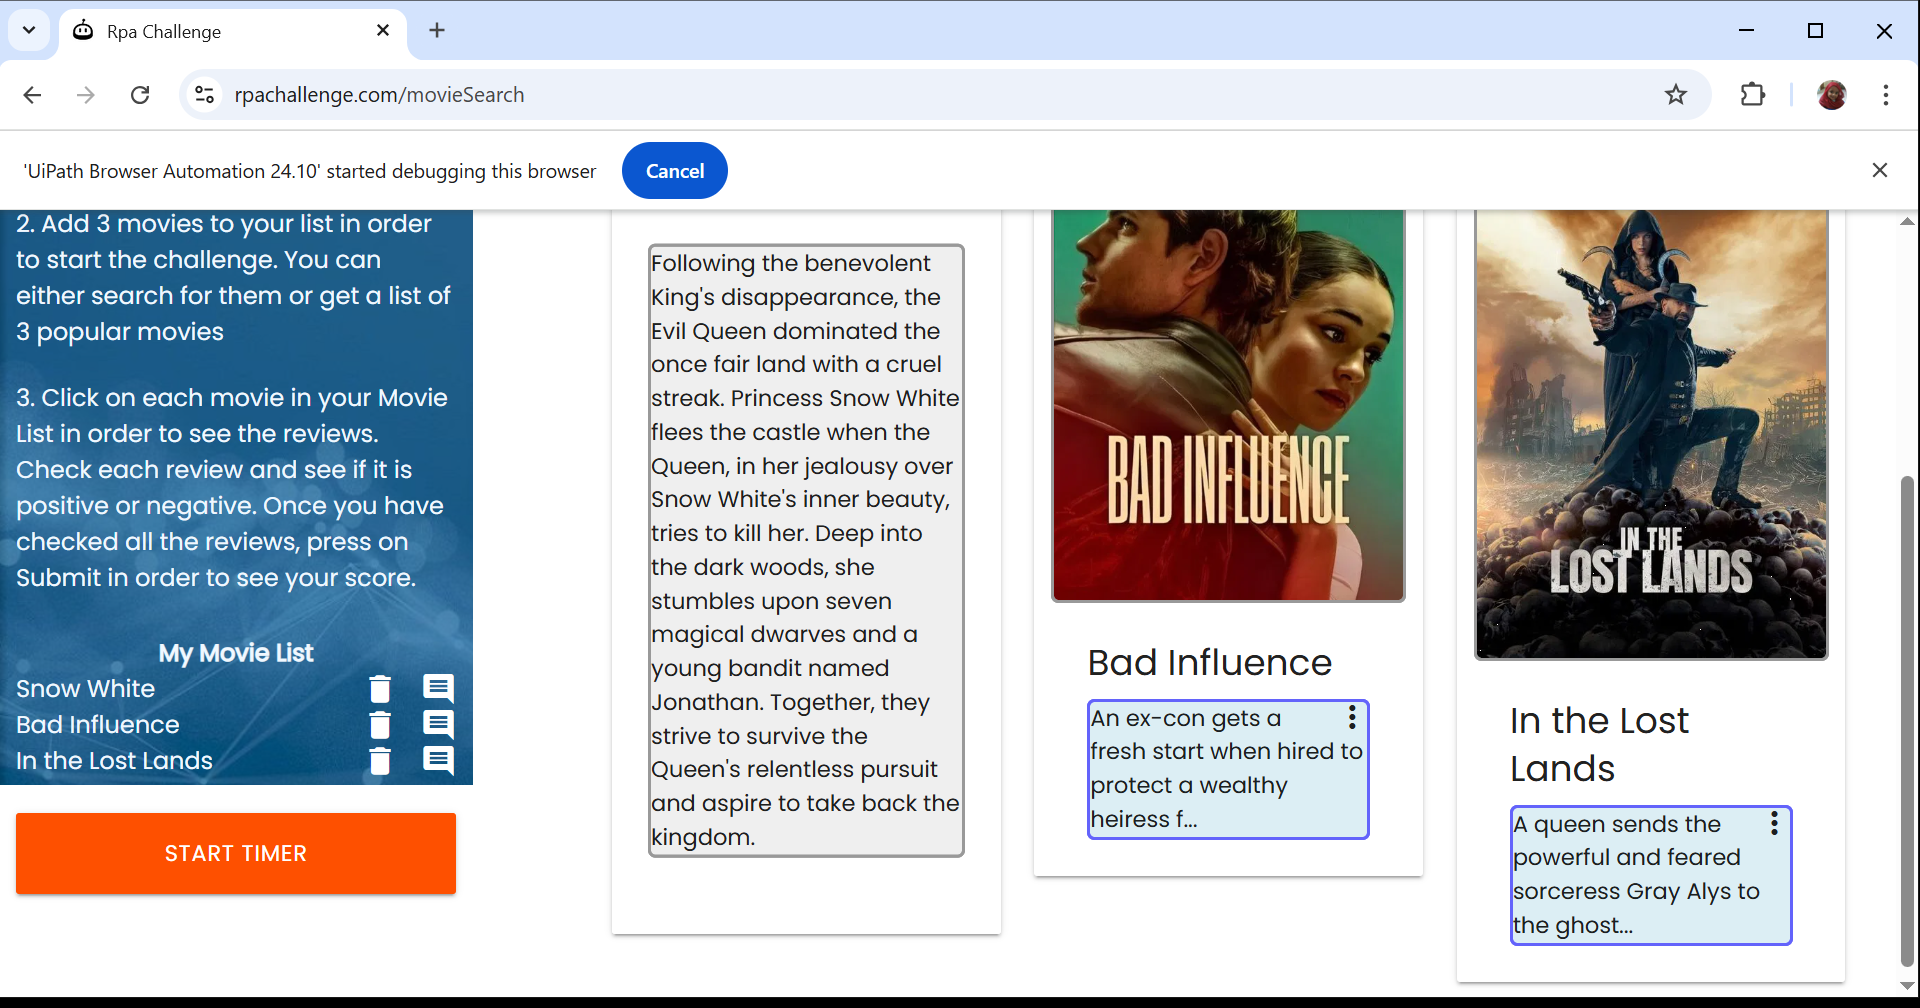 Rpa Challenge
rpachallenge.com/movieSearch
'UiPath Browser Automation 24.10' started debugging this browser
Cancel
2. Add 3 movies to your list in order
to start the challenge. You can
either search for them or get a list of
3 popular movies
3. Click on each movie in your Movie
List in order to see the reviews.
Check each review and see if it is
positive or negative. Once you have
checked all the reviews, press on
Submit in order to see your score.
My Movie List
Snow White
Bad Influence
In the Lost Lands
START TIMER
Following the benevolent
King's disappearance, the
Evil Queen dominated the
once fair land with a cruel
streak. Princess Snow White
flees the castle when the
Queen, in her jealousy over
Snow White's inner beauty,
tries to kill her. Deep into
the dark woods, she
stumbles upon seven
magical dwarves and a
young bandit named
Jonathan. Together, they
strive to survive the
Queen's relentless pursuit
and aspire to take back the
kingdom.
BAD INFLUENCE
Bad Influence
An ex-con gets a
fresh start when hired to
protect a wealthy
heiress f...
IN THE
LOST LANDS
In the Lost
Lands
A queen sends the
powerful and feared
sorceress Gray Alys to
the ghost...